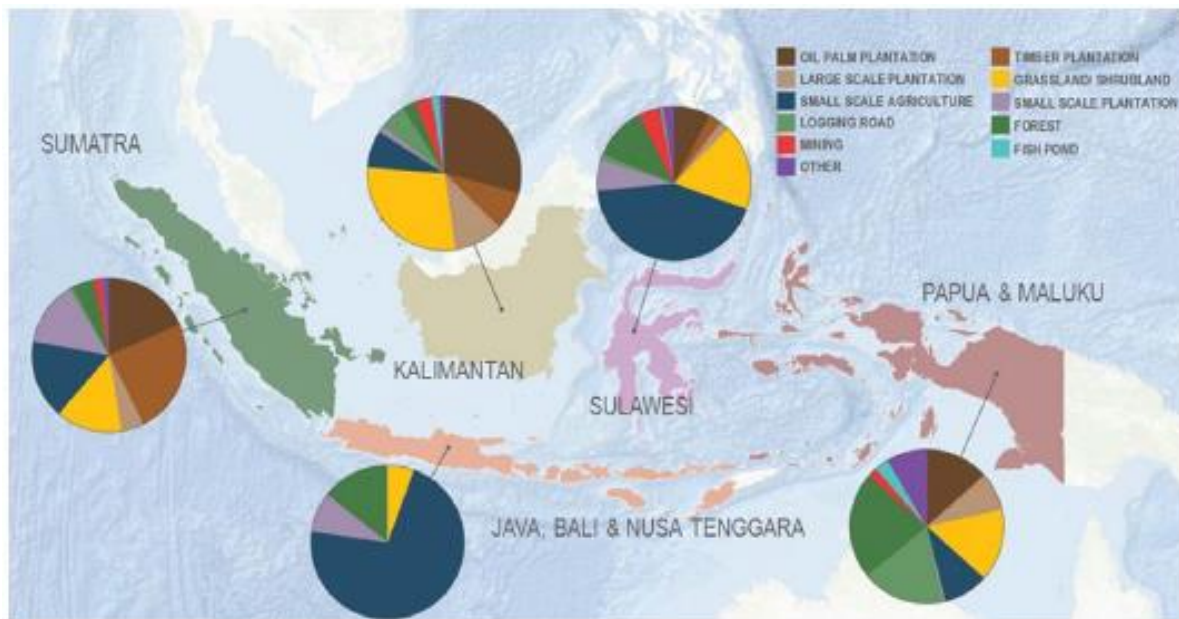 OIL PALM PLANTATION
TIMBER PLANTATION
LARGE SCALE PLANTATION
GRASSLAND/ SHRUBLAND
SMALL SCALE AGRICULTURE
SMALL SCALE PLANTATION
LOGGING ROAD
FOREST
MINING
FISH POND
OTHER
SUMATRA
KALIMANTAN
SULAWESI
PAPUA & MALUKU
JAVA, BALI & NUSA TENGGARA